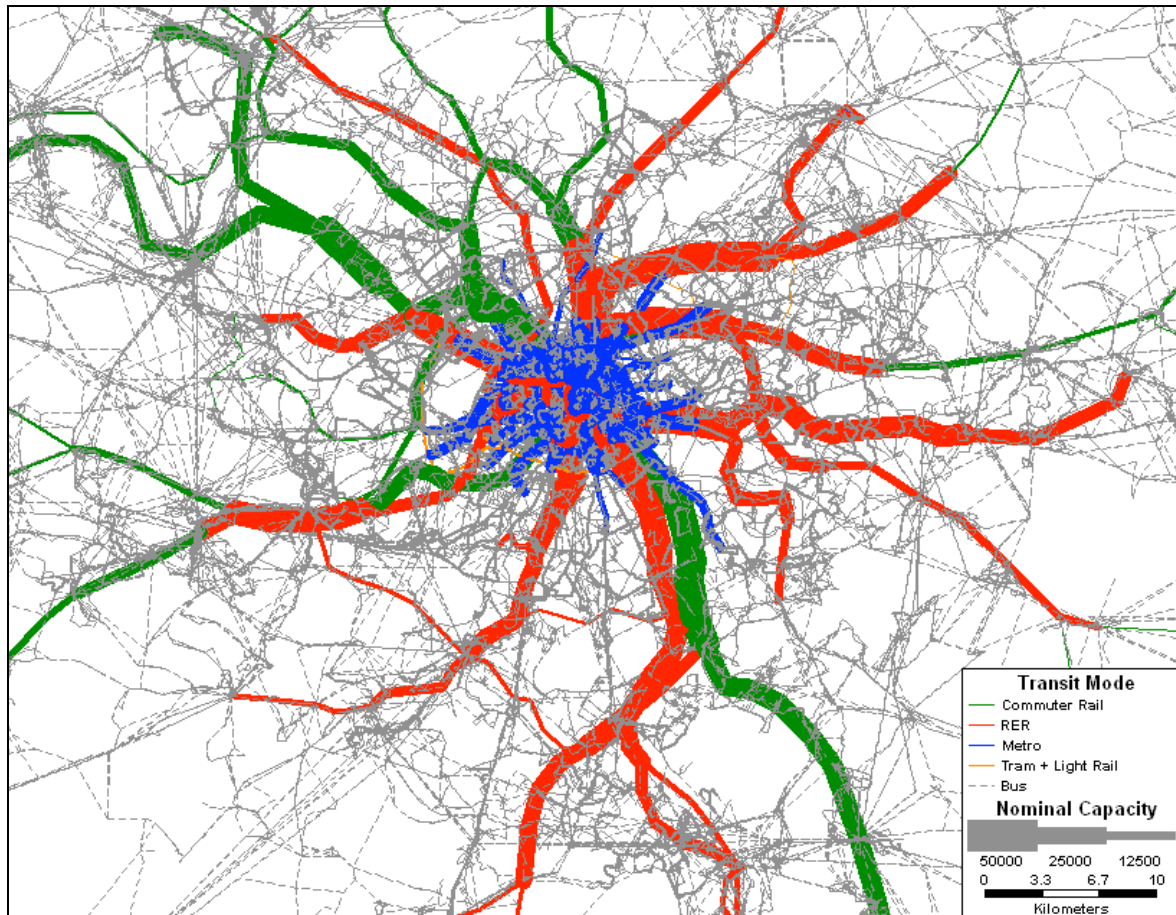 Transit Mode
Commuter Rail
RER
Metro
Tram + Light Rail
Bus
Nominal Capacity
50000 25000 12500
0 3.3 6.7 10
Kilometers